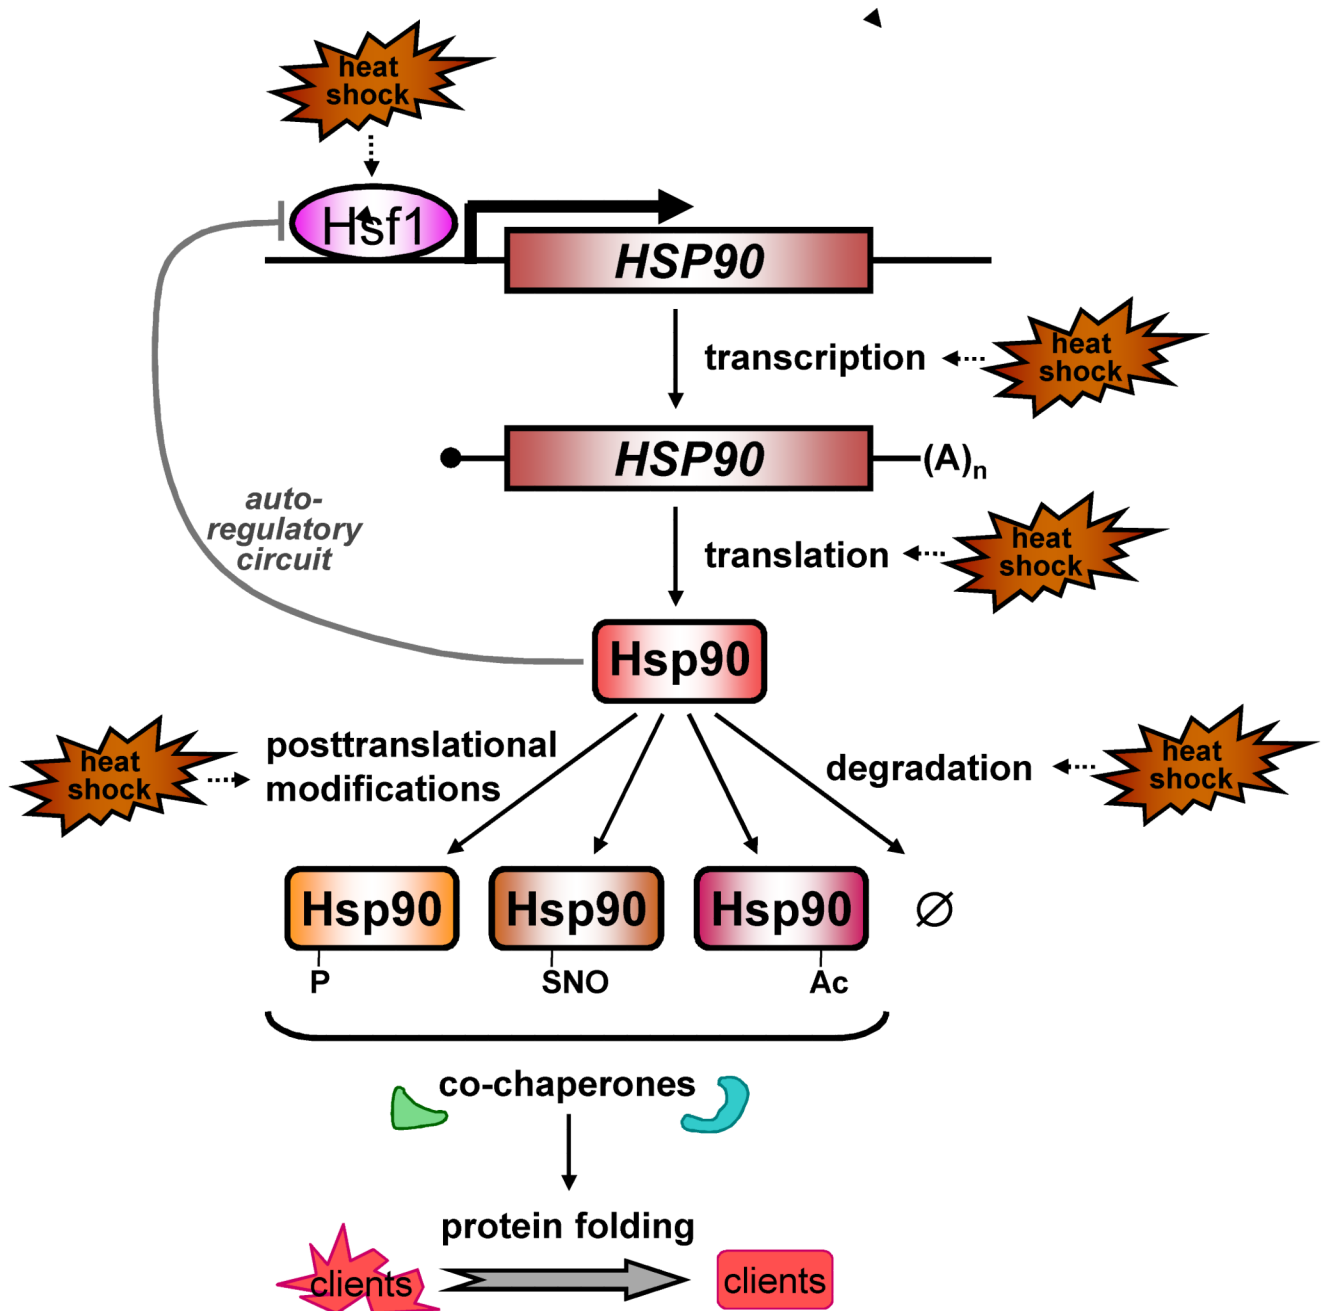 heat
shock
Hsf1
HSP90
transcription
heat
shock
HSP90
(A)n
auto-
regulatory
circuit
translation
heat
shock
Hsp90
heat
shock
posttranslational
modifications
degradation
heat
shock
Hsp90
Hsp90
Hsp90
∅
P
SNO
Ac
co-chaperones
protein folding
clients
clients